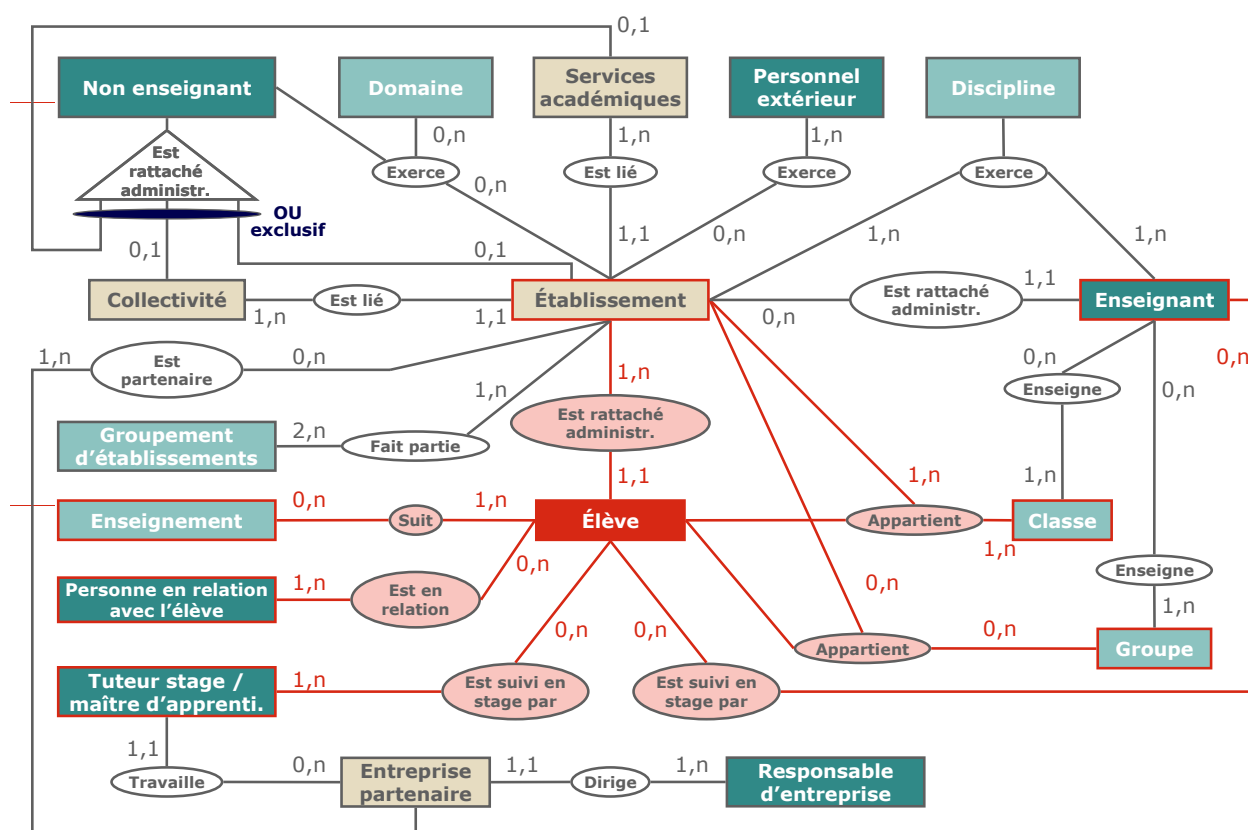 0,1
Non enseignant
Domaine
Services
académiques
Personnel
extérieur
Discipline
0,n
1,n
1,n
Est
rattaché
administr.
Exerce
Est lié
Exerce
Exerce
0,n
OU
exclusif
0,1
0,1
1,1
0,n
1,n
1,n
Collectivité
Est lié
Établissement
Est rattaché
administr.
1,1
Enseignant
1,n
1,1
0,n
1,n
Est
partenaire
0,n
1,n
1,n
0,n
Enseigne
0,n
0,n
Groupement
d’établissements
2,n
Fait partie
Est rattaché
administr.
1,1
1,n
1,n
Enseignement
0,n
Suit
1,n
Élève
Appartient
Classe
1,n
Personne en relation
avec l’élève
1,n
Est en
relation
0,n
0,n
Enseigne
1,n
0,n
0,n
Appartient
0,n
Groupe
Tuteur stage /
maître d’apprenti.
1,n
Est suivi en
stage par
Est suivi en
stage par
1,1
Travaille
0,n
Entreprise
partenaire
1,1
Dirige
1,n
Responsable
d’entreprise